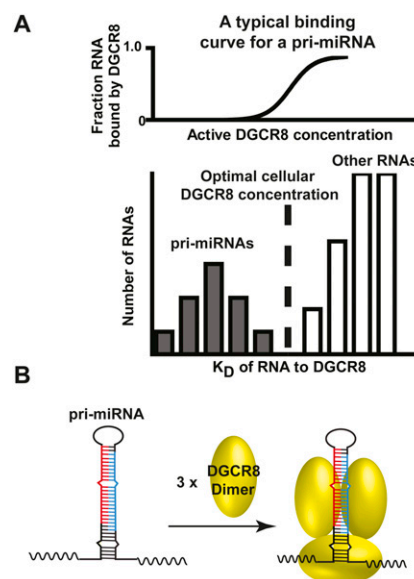 A
A typical binding
curve for a pri-miRNA
Fraction RNA
bound by DGCR8
1.0
0
Active DGCR8 concentration
Other RNAs
Optimal cellular
DGCR8 concentration
pri-miRNAs
Number of RNAs
KD of RNA to DGCR8
B
pri-miRNA
3 x
DGCR8
Dimer